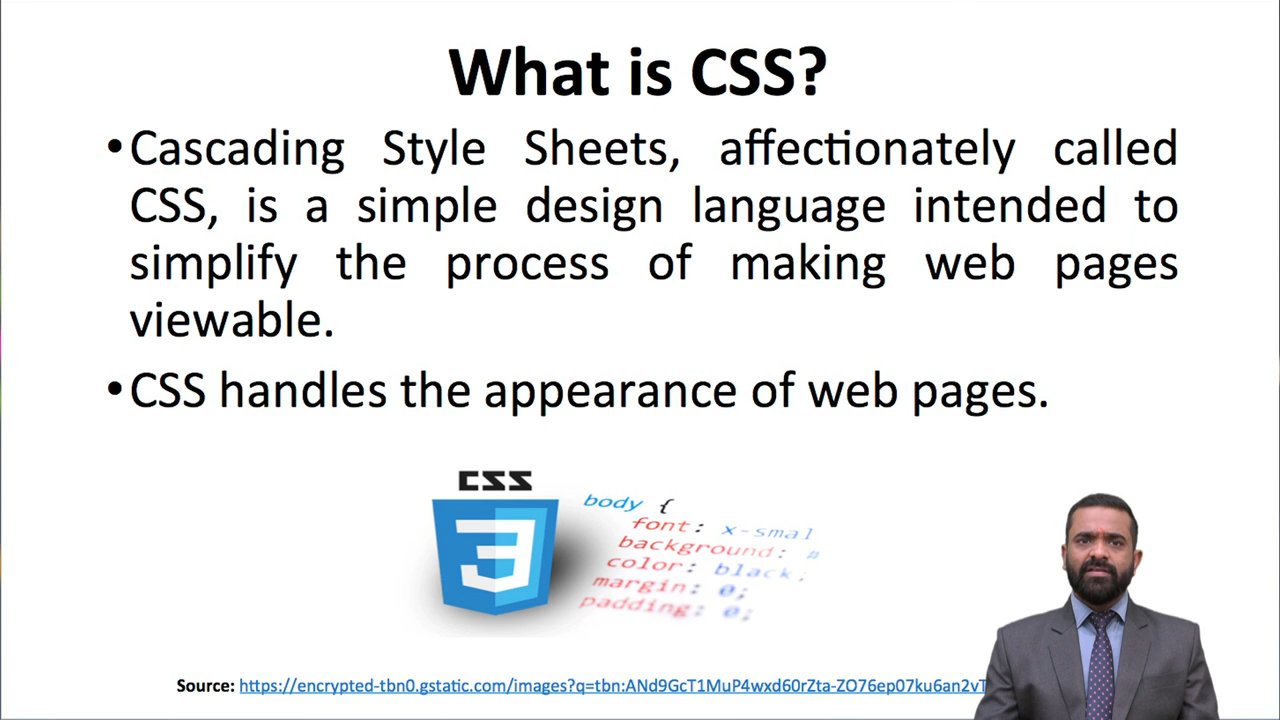 What is CSS?
•Cascading Style Sheets, affectionately called
CSS, is a simple design language intended to
simplify the process of making web pages
viewable.
•CSS handles the appearance of web pages.
CSS
3
body {
font: x-smal
background: #
color: black;
margin: 0;
padding: 0;
Source: https://encrypted-tbn0.gstatic.com/images?q=tbn:ANd9GcT1MuP4wxd60rZta-ZO76ep07ku6an2vT